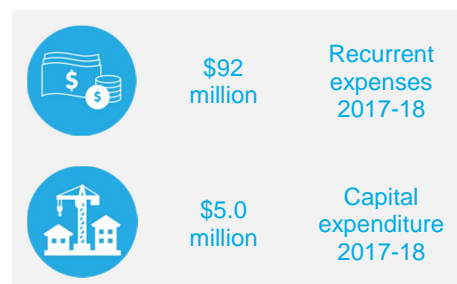 $
$
$92
million
Recurrent
expenses
2017-18
$5.0
million
Capital
expenditure
2017-18